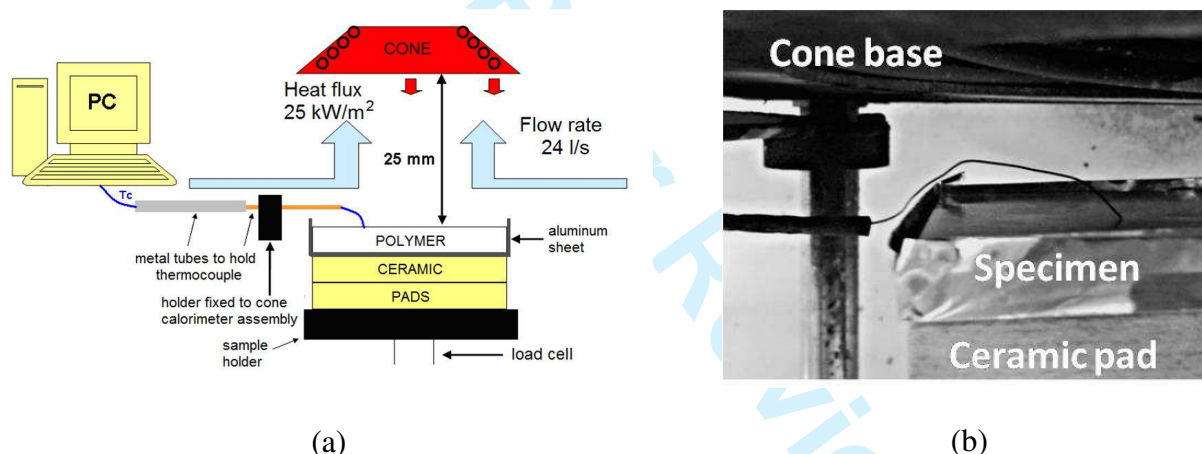 CONE
PC
Heat flux
25 kW/m²
Flow rate
24 l/s
25 mm
Tc
POLYMER
aluminum
sheet
metal tubes to hold
thermocouple
CERAMIC
PADS
holder fixed to cone
calorimeter assembly
sample
holder
load cell
(a)
Cone base
Specimen
Ceramic pad
(b)